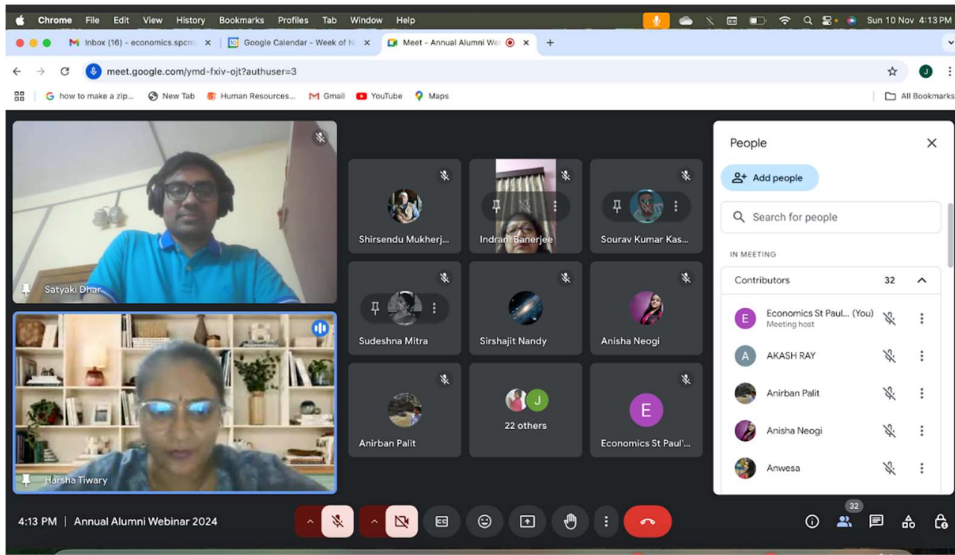 Chrome File Edit View History Bookmarks Profiles Tab Window Help
Sun 10 Nov 4:13 PM
Inbox (16) - economics.spcm
Google Calendar - Week of N
Meet - Annual Alumni We
meet.google.com/ymd-fxiv-ojt?authuser=3
J
how to make a zip...
New Tab
Human Resources...
Gmail
YouTube
Maps
All Bookmarks
Satyaki Dhar
Harsha Tiwary
Shirsendu Mukherj...
Indrani Banerjee
Sourav Kumar Kas...
Sudeshna Mitra
Sirshajit Nandy
Anisha Neogi
Anirban Palit
J
22 others
E
Economics St Paul'...
People
Add people
Search for people
IN MEETING
Contributors 32
E
Economics St Paul... (You)
Meeting host
A
AKASH RAY
Anirban Palit
Anisha Neogi
Anwesa
4:13 PM | Annual Alumni Webinar 2024
32